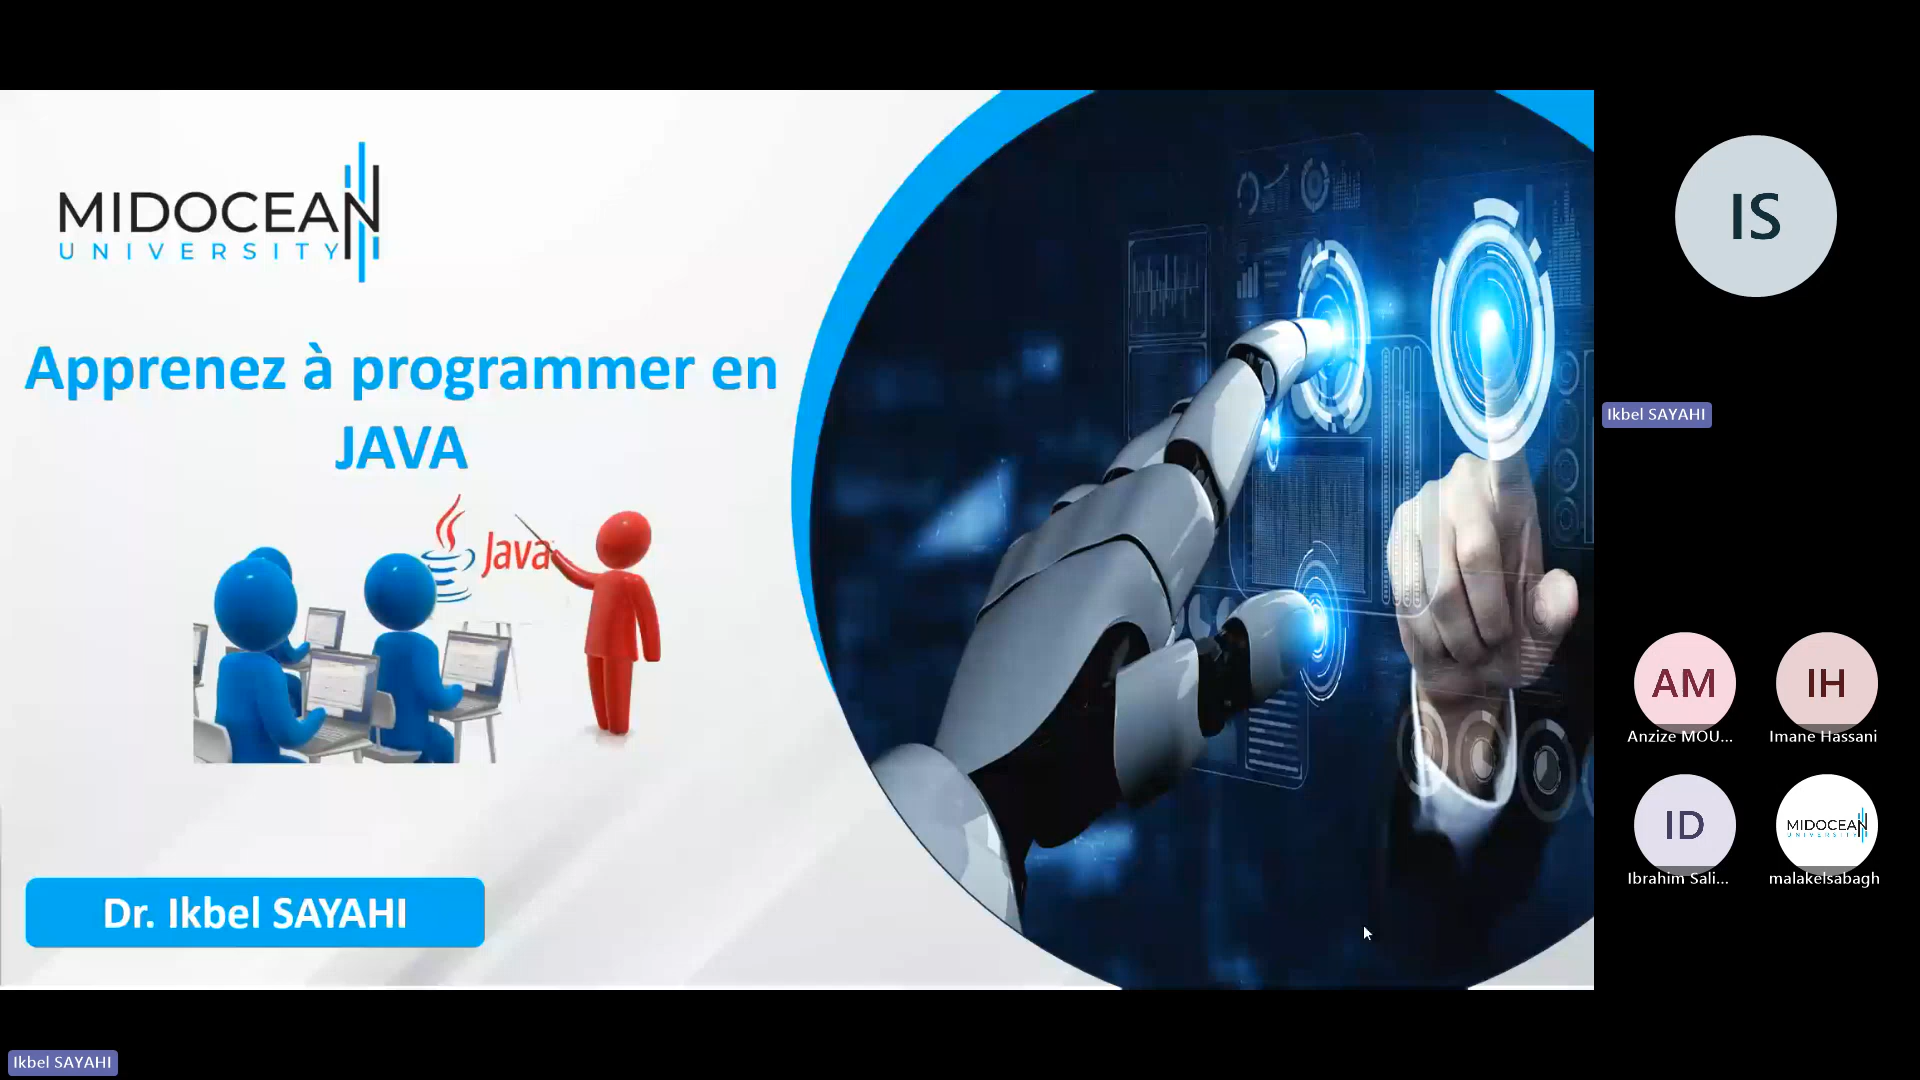 MIDOCEAN
UNIVERSITY
Apprenez à programmer en
JAVA
Java
Dr. Ikbel SAYAHI
Ikbel SAYAHI
IS
Ikbel SAYAHI
AM
IH
Anzize MOU...
Imane Hassani
ID
MIDOCEAN
UNIVERSITY
Ibrahim Sali...
malakelsabagh